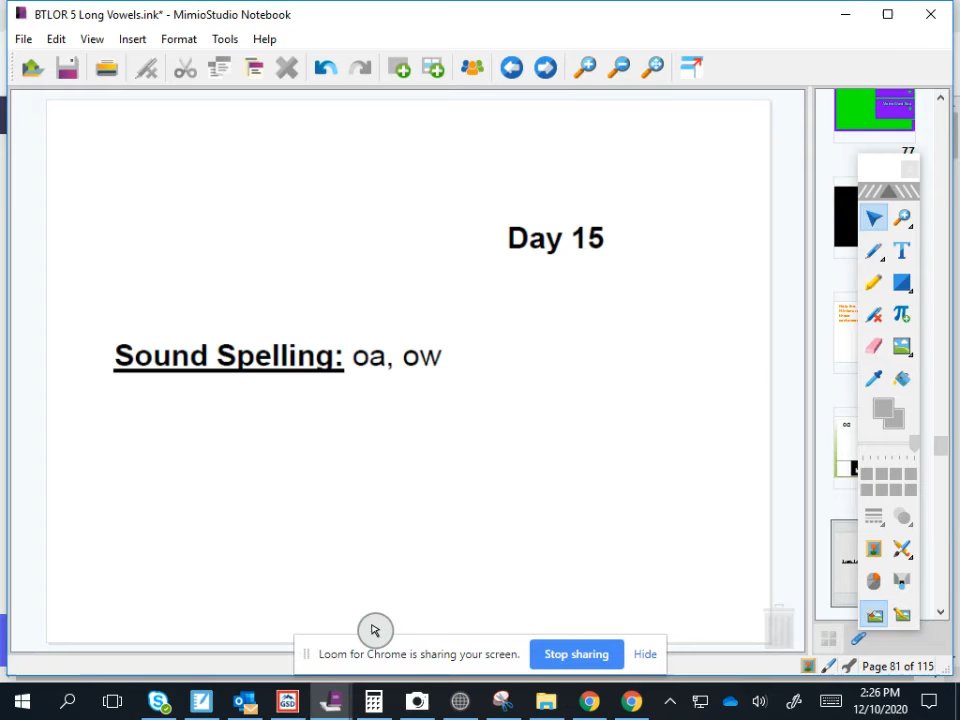 BTLOR 5 Long Vowels.ink* - MimioStudio Notebook
File Edit View Insert Format Tools Help
77
Day 15
Sound Spelling: oa, ow
oa
Loom for Chrome is sharing your screen. Stop sharing Hide
Page 81 of 115
GSD
2:26 PM
12/10/2020